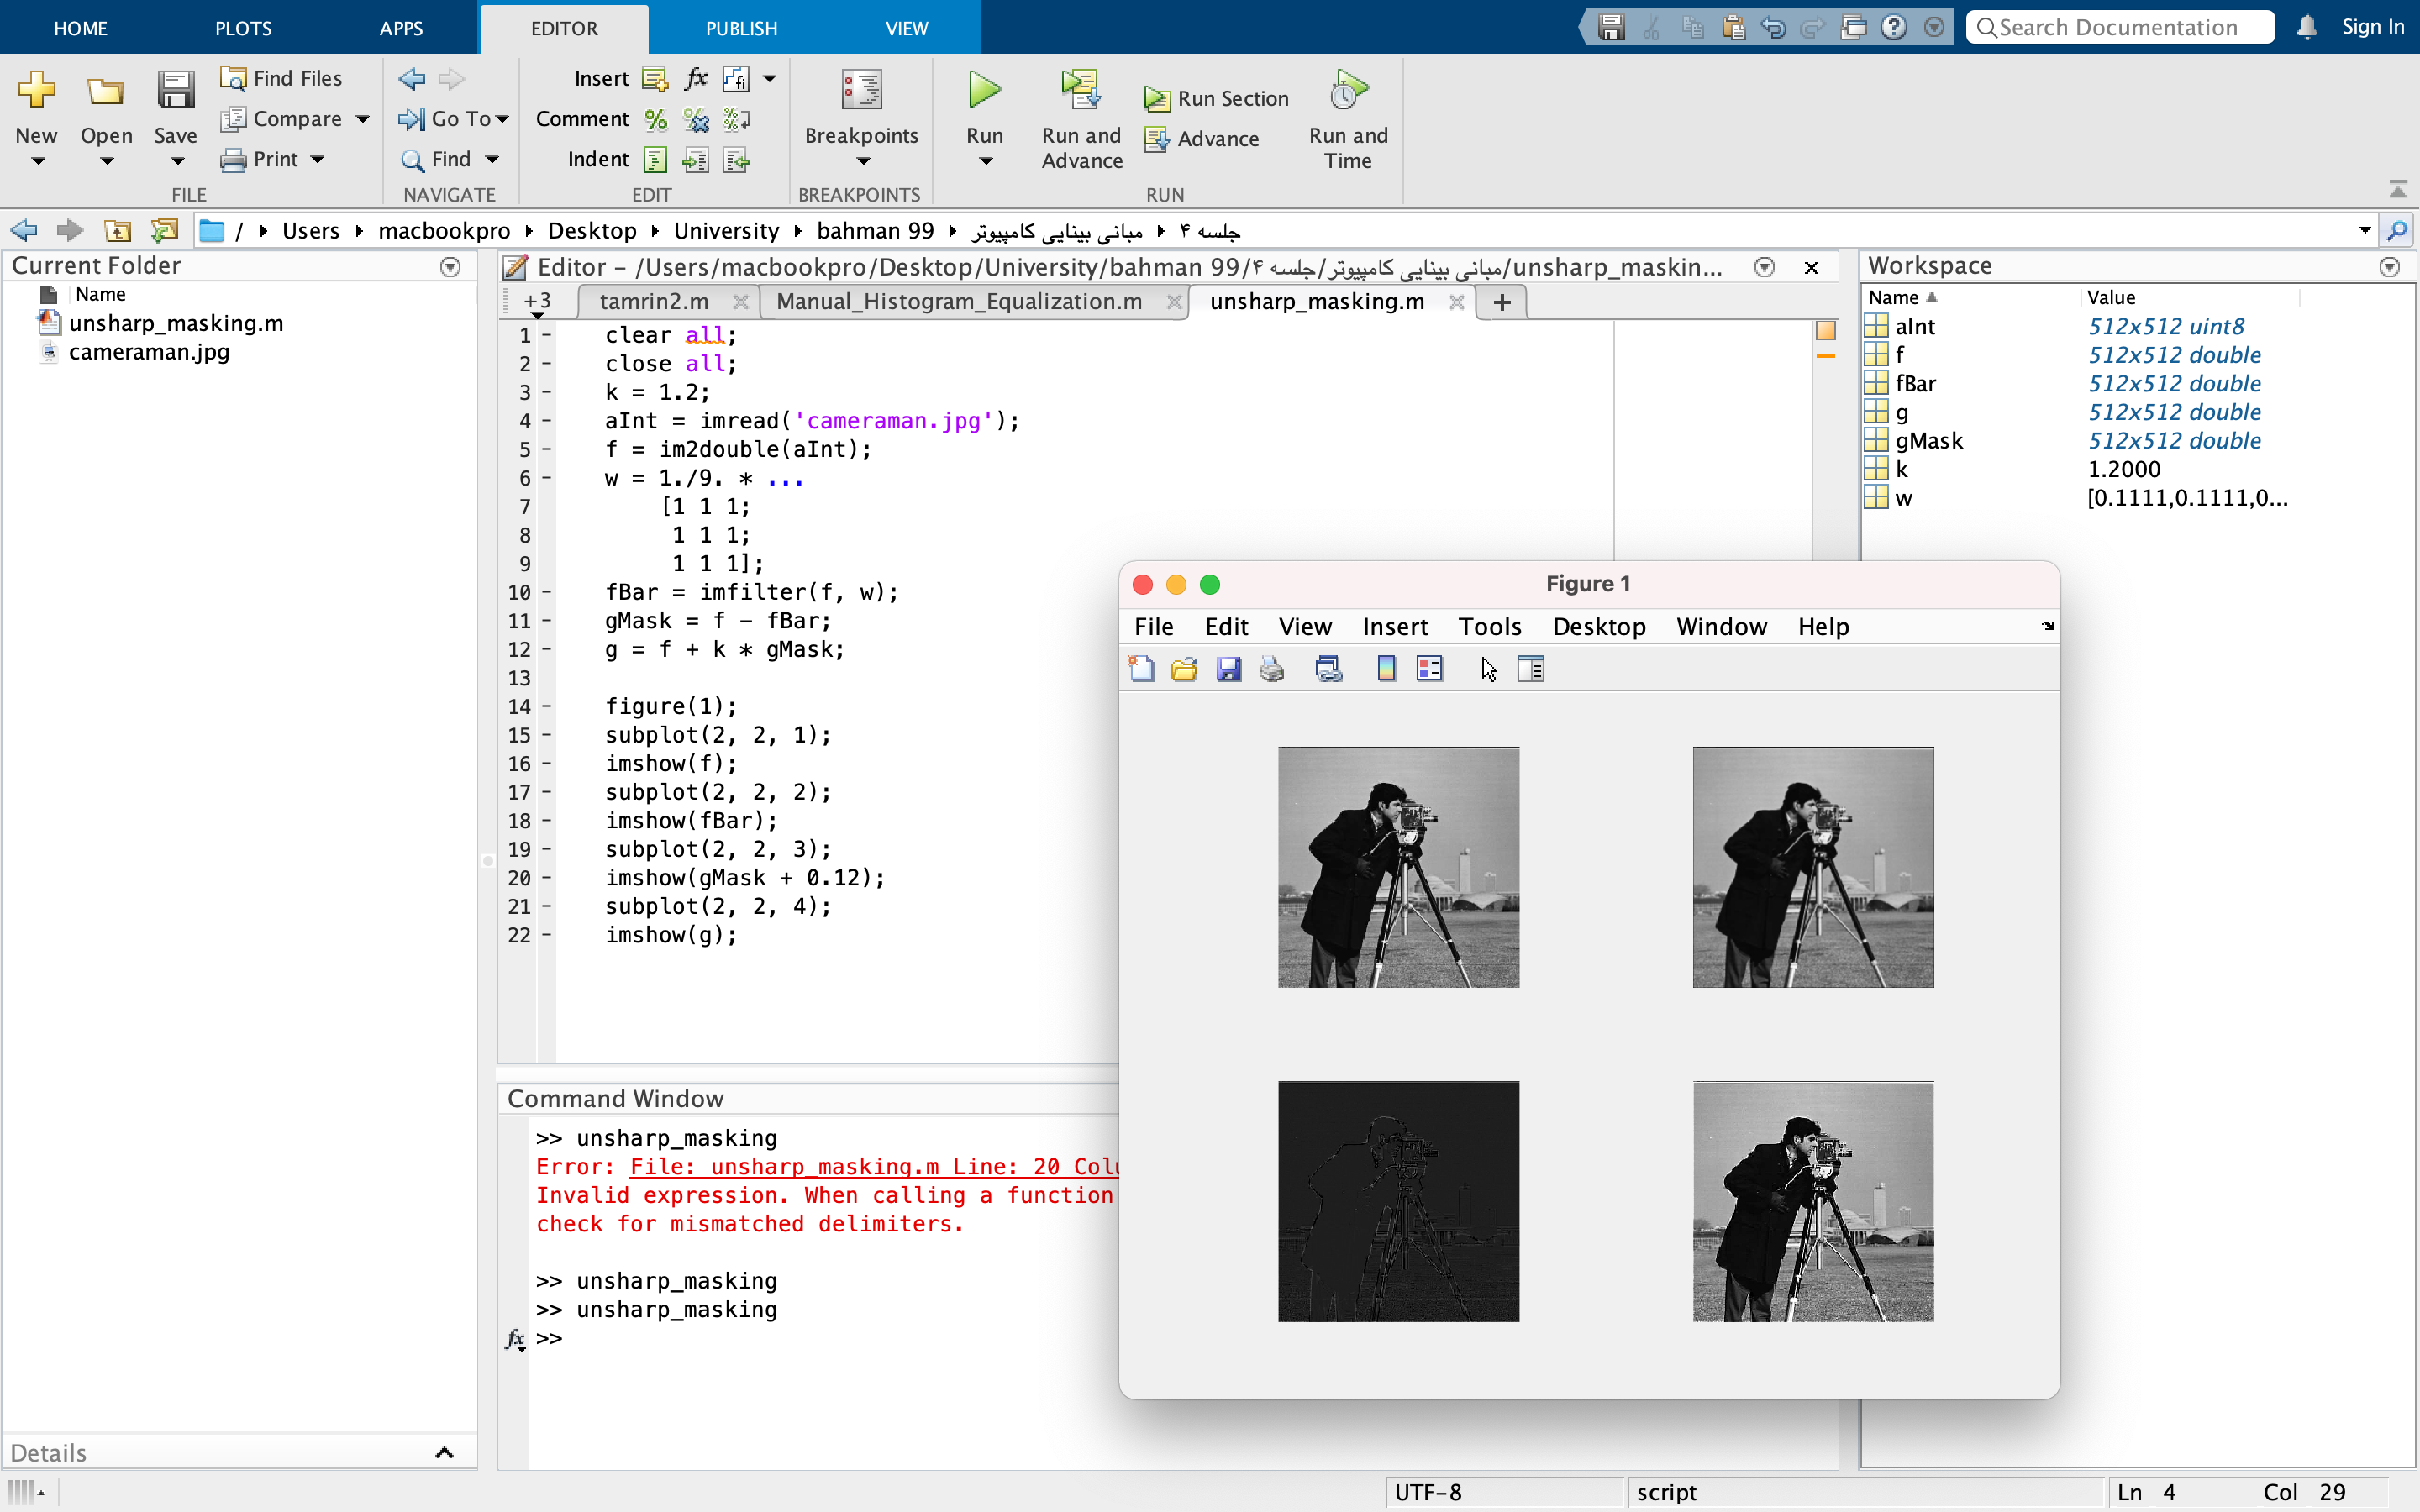 HOME PLOTS APPS EDITOR PUBLISH VIEW Search Documentation Sign In
New Open Save Find Files Compare Print
FILE
Go To Find
NAVIGATE
Insert fx fi
Comment
Indent
EDIT
Breakpoints
BREAKPOINTS
Run Run and Advance Run Section Advance Run and Time
RUN
/ Users macbookpro Desktop University bahman 99 مبانی بینایی کامپیوتر جلسه ۴
Current Folder
Name
unsharp_masking.m
cameraman.jpg
Details
Editor – /Users/macbookpro/Desktop/University/bahman 99/مبانی بینایی کامپیوتر/جلسه ۴/unsharp_maskin...
+3 tamrin2.m Manual_Histogram_Equalization.m unsharp_masking.m +
1 – clear all;
2 – close all;
3 – k = 1.2;
4 – aInt = imread('cameraman.jpg');
5 – f = im2double(aInt);
6 – w = 1./9. * ...
7 [1 1 1;
8 1 1 1;
9 1 1 1];
10 – fBar = imfilter(f, w);
11 – gMask = f - fBar;
12 – g = f + k * gMask;
13
14 – figure(1);
15 – subplot(2, 2, 1);
16 – imshow(f);
17 – subplot(2, 2, 2);
18 – imshow(fBar);
19 – subplot(2, 2, 3);
20 – imshow(gMask + 0.12);
21 – subplot(2, 2, 4);
22 – imshow(g);
Command Window
>> unsharp_masking
Error: File: unsharp_masking.m Line: 20 Colu
Invalid expression. When calling a function
check for mismatched delimiters.
>> unsharp_masking
>> unsharp_masking
fx >>
Workspace
Name Value
aInt 512x512 uint8
f 512x512 double
fBar 512x512 double
g 512x512 double
gMask 512x512 double
k 1.2000
w [0.1111,0.1111,0...
Figure 1
File Edit View Insert Tools Desktop Window Help
UTF-8 script Ln 4 Col 29